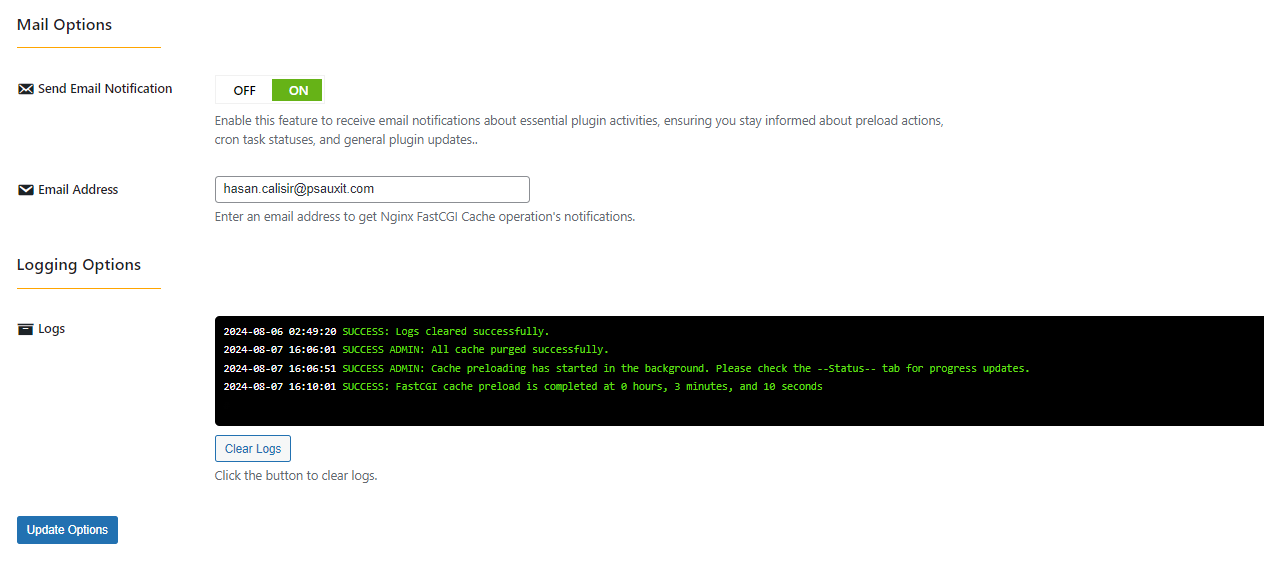 Mail Options
Send Email Notification
OFF ON
Enable this feature to receive email notifications about essential plugin activities, ensuring you stay informed about preload actions,
cron task statuses, and general plugin updates..
Email Address
hasan.calisir@psauxit.com
Enter an email address to get Nginx FastCGI Cache operation's notifications.
Logging Options
Logs
2024-08-06 02:49:20 SUCCESS: Logs cleared successfully.
2024-08-07 16:06:01 SUCCESS ADMIN: All cache purged successfully.
2024-08-07 16:06:51 SUCCESS ADMIN: Cache preloading has started in the background. Please check the --Status-- tab for progress updates.
2024-08-07 16:10:01 SUCCESS: FastCGI cache preload is completed at 0 hours, 3 minutes, and 10 seconds
Clear Logs
Click the button to clear logs.
Update Options